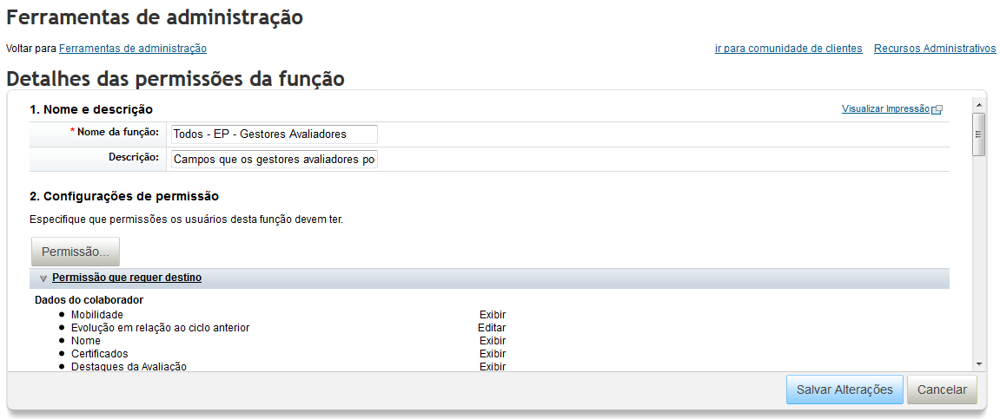 Ferramentas de administração
Voltar para Ferramentas de administração ir para comunidade de clientes Recursos Administrativos
Detalhes das permissões da função
1. Nome e descrição Visualizar Impressão
* Nome da função: Todos - EP - Gestores Avaliadores
Descrição: Campos que os gestores avaliadores po
2. Configurações de permissão
Especifique que permissões os usuários desta função devem ter.
Permissão...
Permissão que requer destino
Dados do colaborador
Mobilidade Exibir
Evolução em relação ao ciclo anterior Editar
Nome Exibir
Certificados Exibir
Destaques da Avaliação Exibir
Salvar Alterações Cancelar